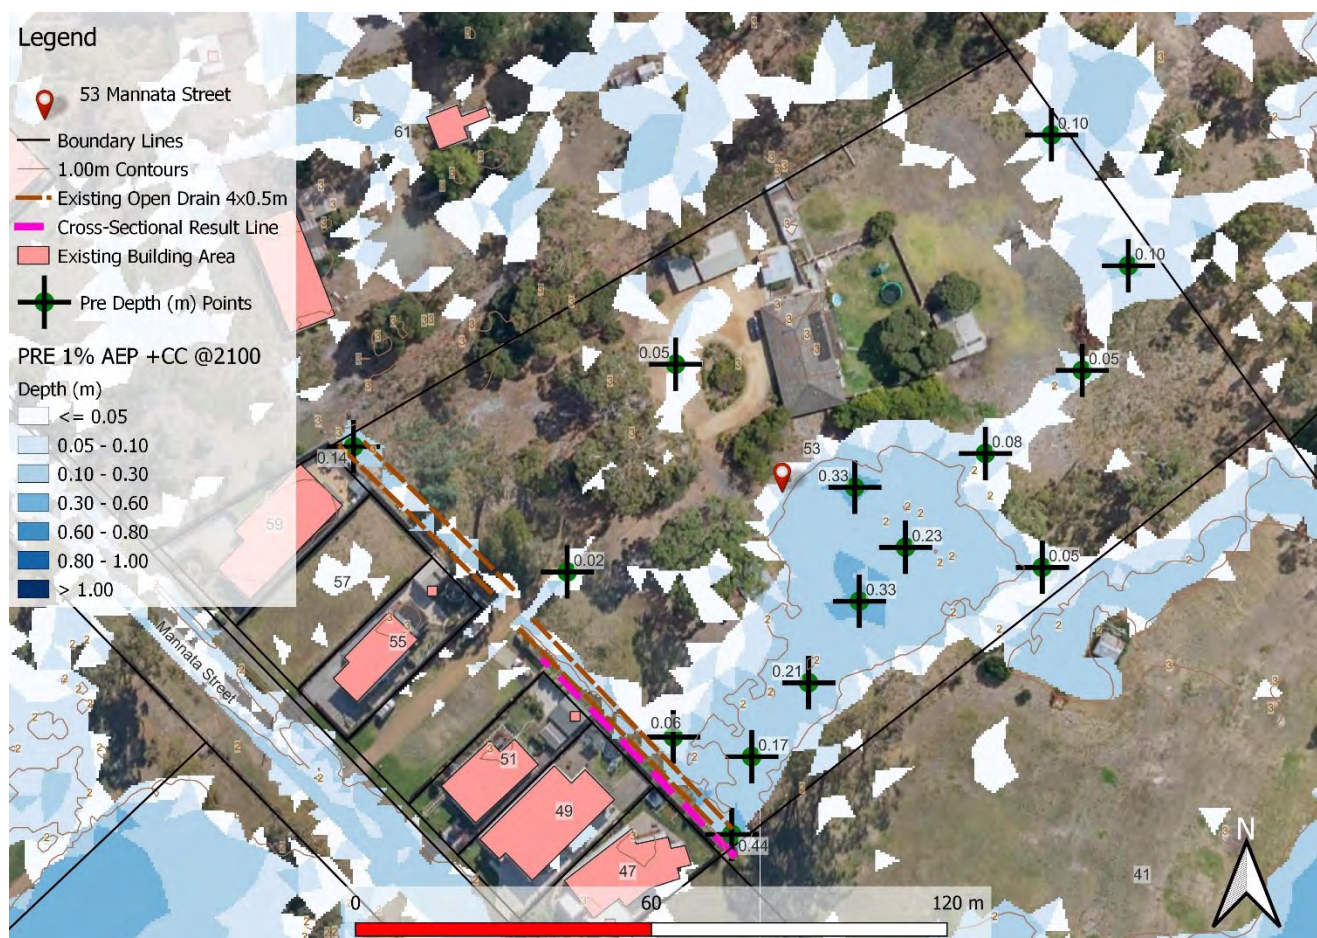 Legend
53 Mannata Street
Boundary Lines
1.00m Contours
Existing Open Drain 4x0.5m
Cross-Sectional Result Line
Existing Building Area
Pre Depth (m) Points
PRE 1% AEP +CC @2100
Depth (m)
<= 0.05
0.05 - 0.10
0.10 - 0.30
0.30 - 0.60
0.60 - 0.80
0.80 - 1.00
> 1.00
61
0.10
0.10
0.05
0.05
0.14
53
0.08
0.33
59
0.23
0.02
0.05
57
0.33
55
Mannata Street
0.21
0.06
0.17
51
49
0.44
47
41
N
0 60 120 m